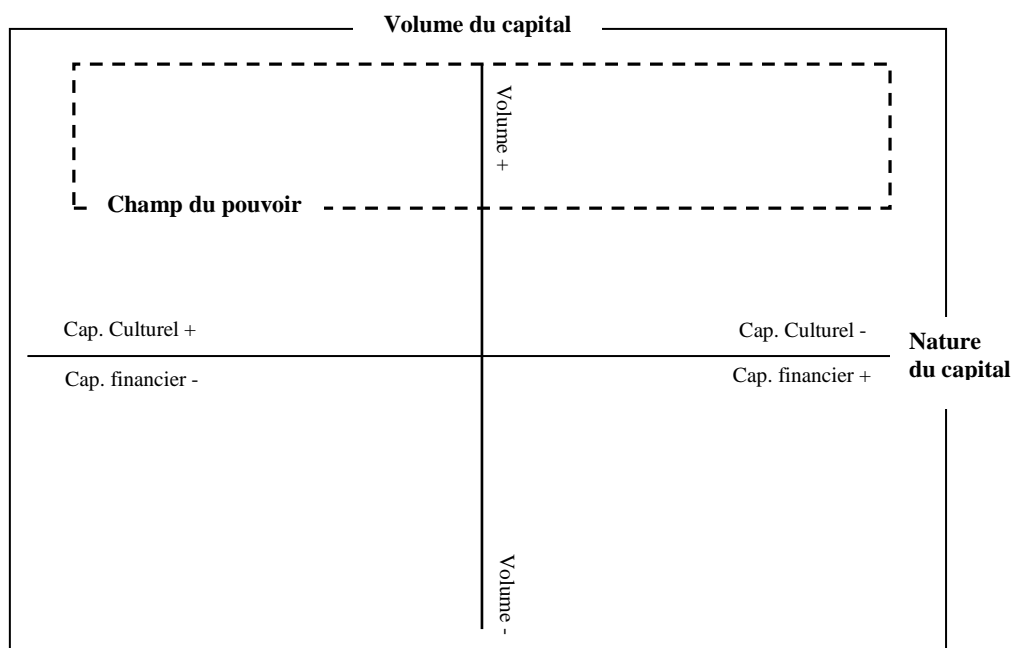 Volume du capital
Volume +
Champ du pouvoir
Cap. Culturel +
Cap. Culturel -
Nature
du capital
Cap. financier -
Cap. financier +
Volume -